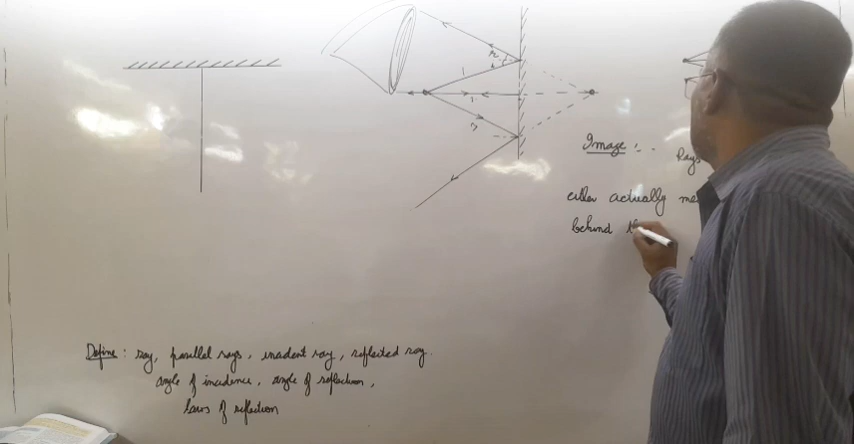 Image :- Rays
either actually me
behind th
Define : ray, parallel rays, incident ray, reflected ray.
angle of incidence, angle of reflection,
laws of reflection